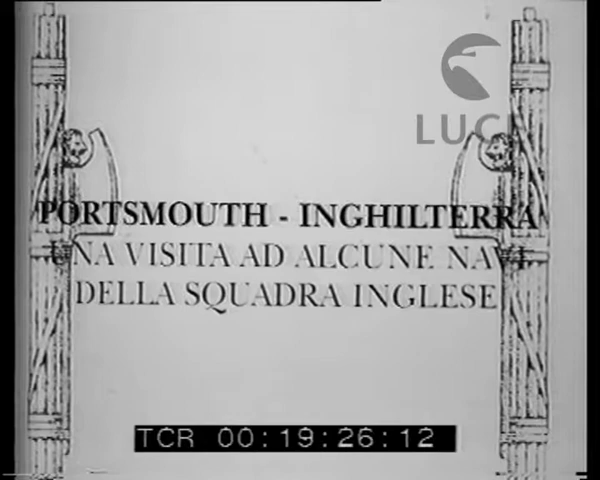 LUCE
PORTSMOUTH - INGHILTERRA
UNA VISITA AD ALCUNE NAVI
DELLA SQUADRA INGLESE
TCR 00:19:26:12